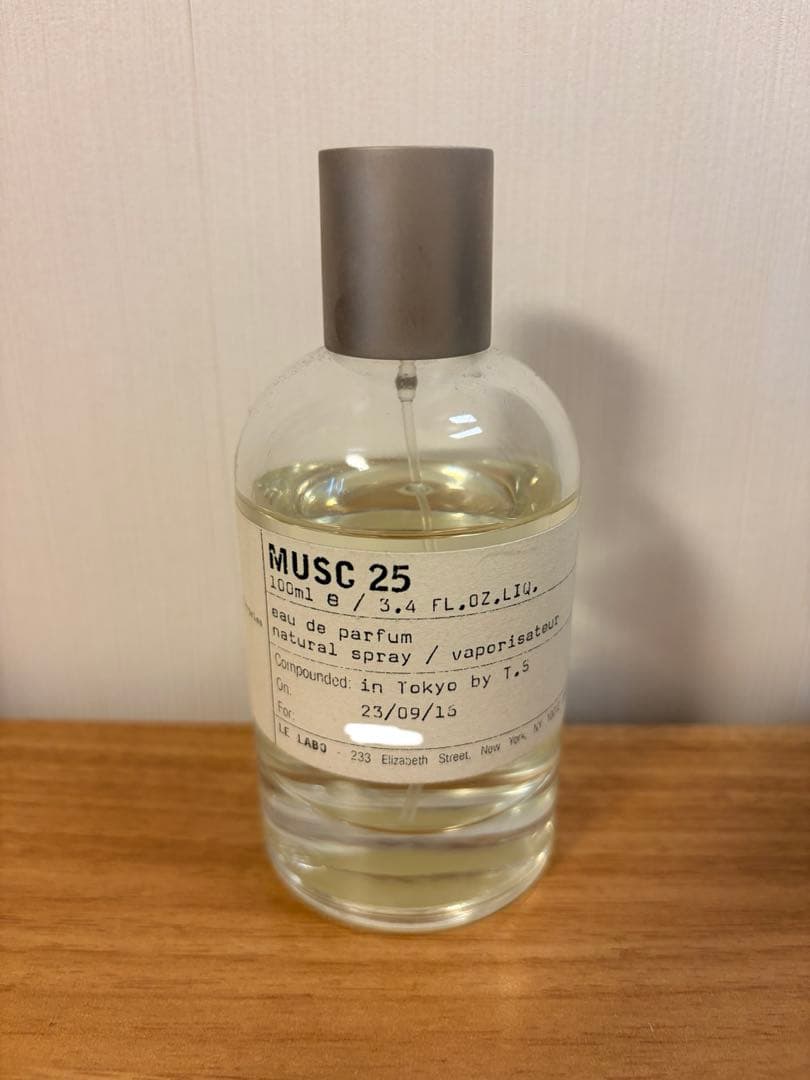 MUSC 25
100ml e / 3.4 FL.OZ.LIQ.
eau de parfum
natural spray / vaporisateur
Compounded: in Tokyo by T.S
On: 23/09/16
For:
LE LABO - 233 Elizabeth Street, New York, NY